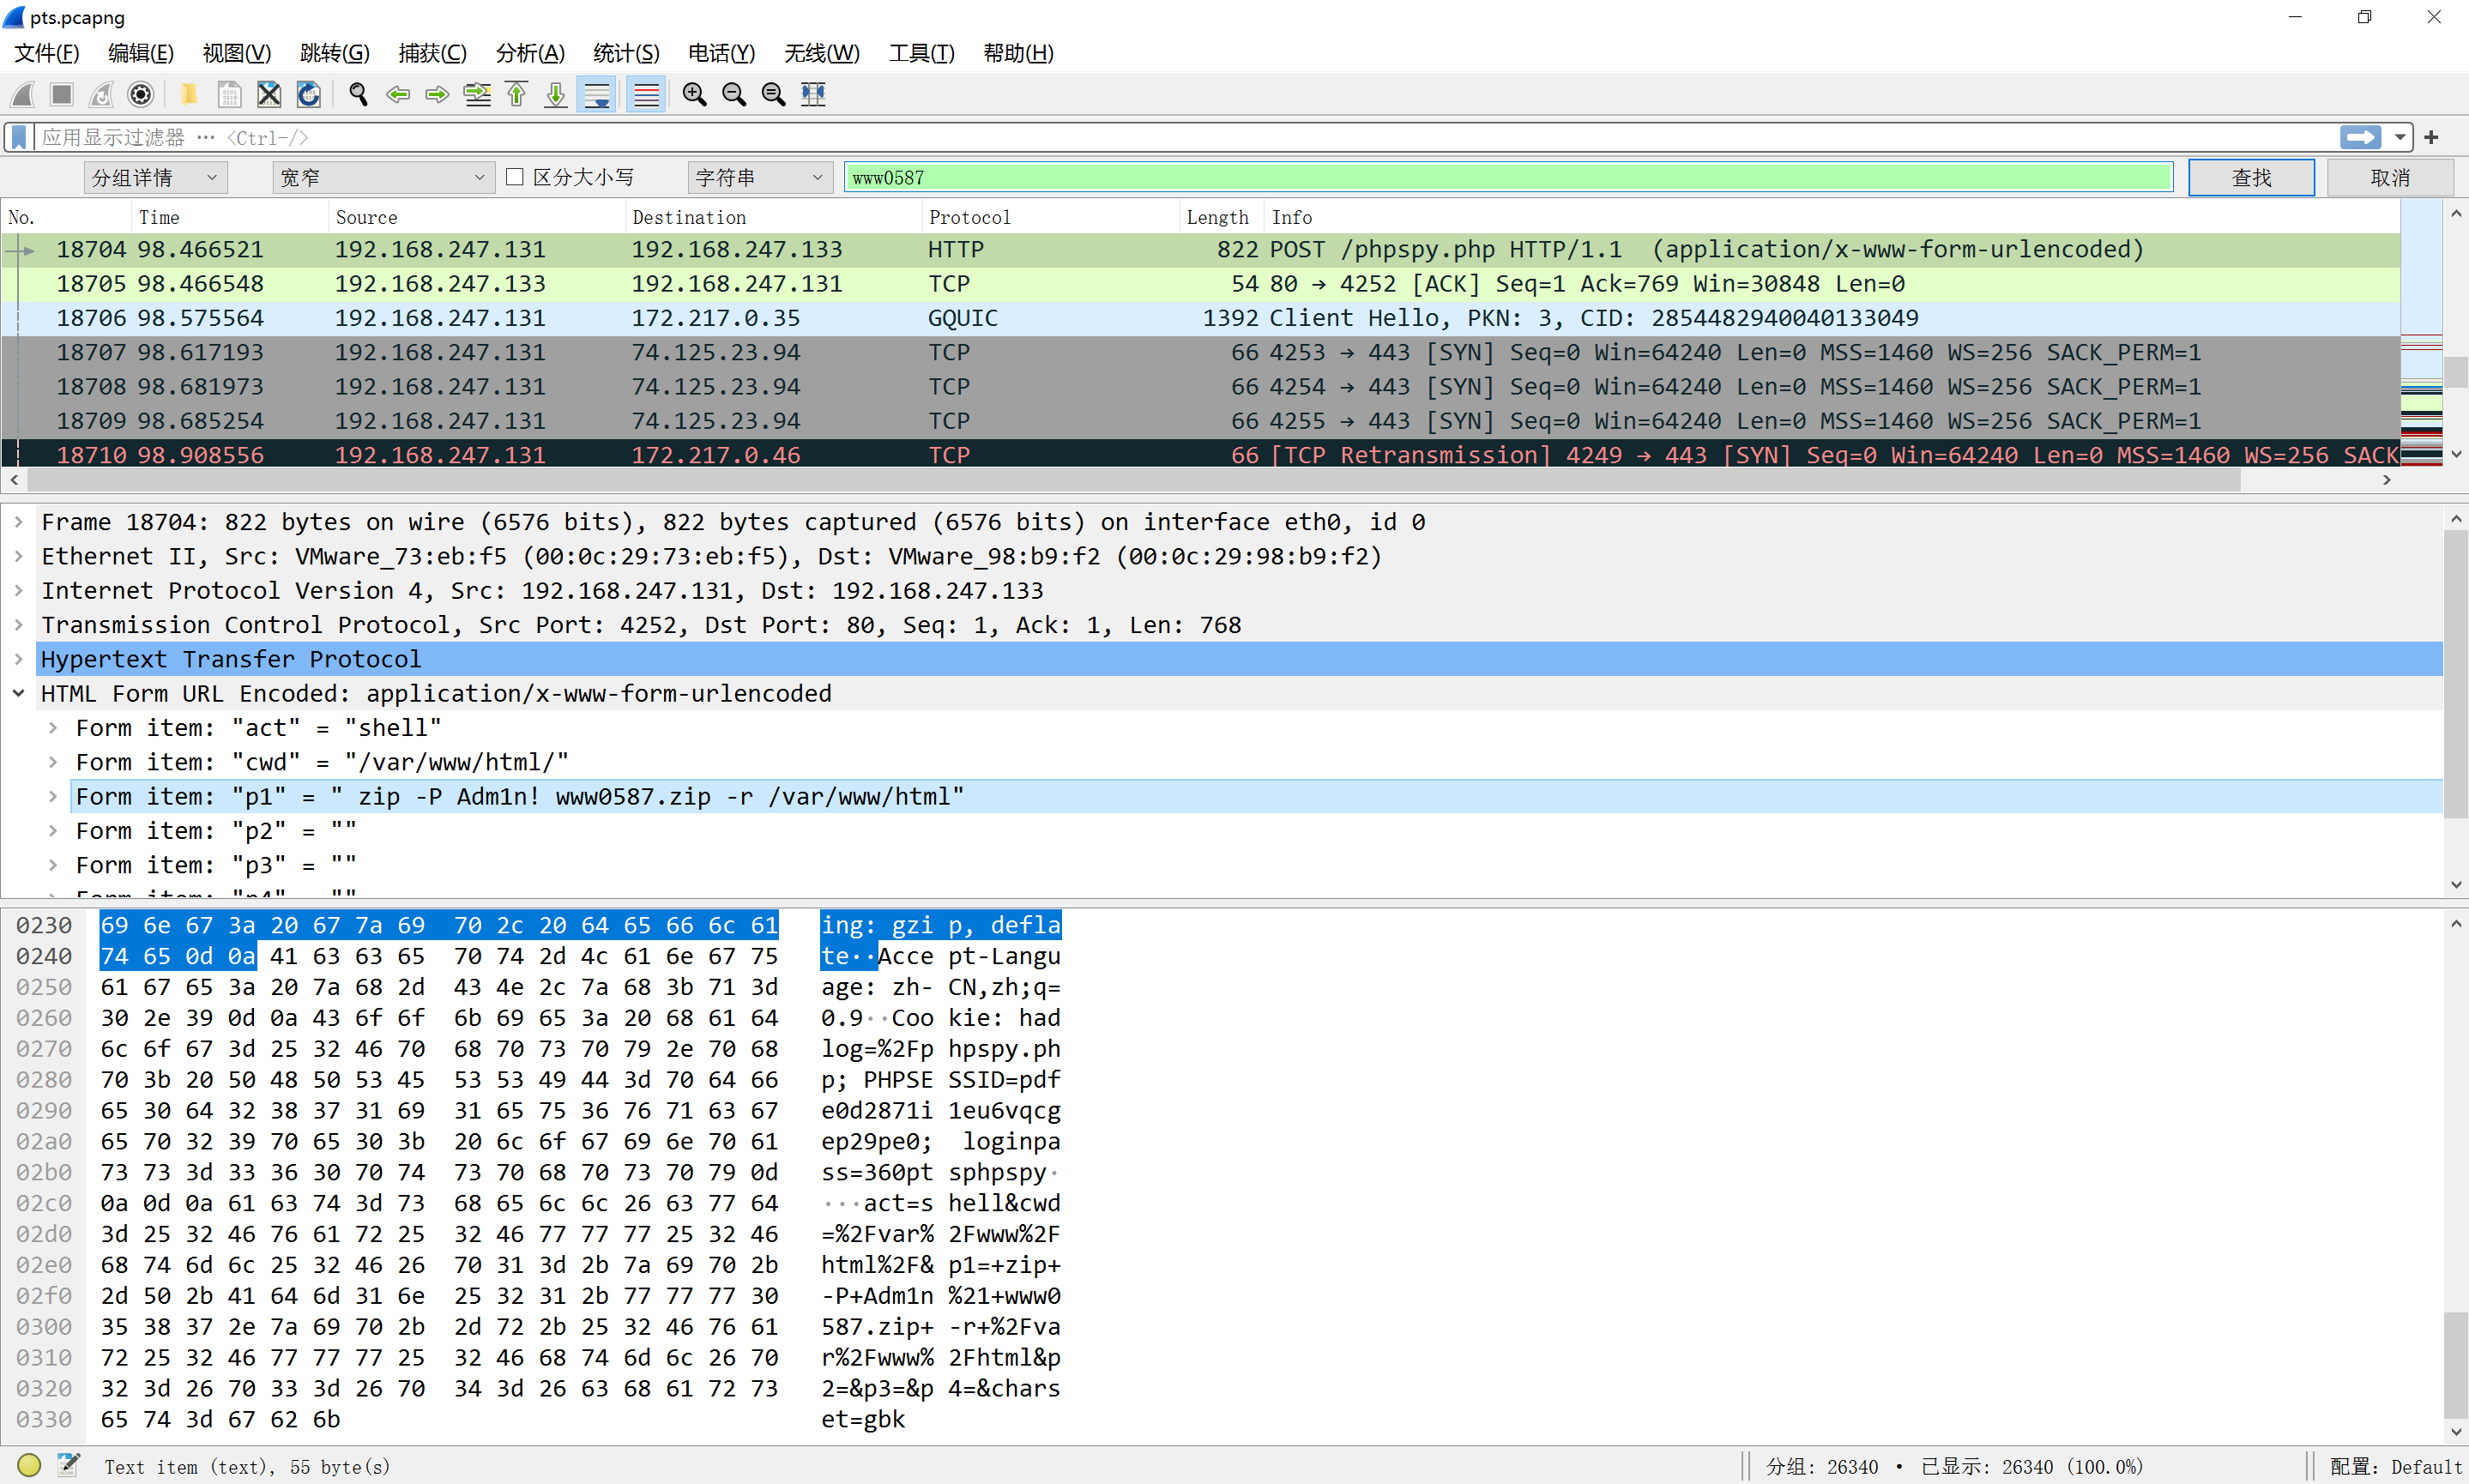 pts.pcapng
文件(F) 编辑(E) 视图(V) 跳转(G) 捕获(C) 分析(A) 统计(S) 电话(Y) 无线(W) 工具(T) 帮助(H)
应用显示过滤器 … <Ctrl-/>
分组详情 宽窄 区分大小写 字符串 www0587 查找 取消
No. Time Source Destination Protocol Length Info
18704 98.466521 192.168.247.131 192.168.247.133 HTTP 822 POST /phpspy.php HTTP/1.1  (application/x-www-form-urlencoded)
18705 98.466548 192.168.247.133 192.168.247.131 TCP 54 80 → 4252 [ACK] Seq=1 Ack=769 Win=30848 Len=0
18706 98.575564 192.168.247.131 172.217.0.35 GQUIC 1392 Client Hello, PKN: 3, CID: 2854482940040133049
18707 98.617193 192.168.247.131 74.125.23.94 TCP 66 4253 → 443 [SYN] Seq=0 Win=64240 Len=0 MSS=1460 WS=256 SACK_PERM=1
18708 98.681973 192.168.247.131 74.125.23.94 TCP 66 4254 → 443 [SYN] Seq=0 Win=64240 Len=0 MSS=1460 WS=256 SACK_PERM=1
18709 98.685254 192.168.247.131 74.125.23.94 TCP 66 4255 → 443 [SYN] Seq=0 Win=64240 Len=0 MSS=1460 WS=256 SACK_PERM=1
18710 98.908556 192.168.247.131 172.217.0.46 TCP 66 [TCP Retransmission] 4249 → 443 [SYN] Seq=0 Win=64240 Len=0 MSS=1460 WS=256 SACK
Frame 18704: 822 bytes on wire (6576 bits), 822 bytes captured (6576 bits) on interface eth0, id 0
Ethernet II, Src: VMware_73:eb:f5 (00:0c:29:73:eb:f5), Dst: VMware_98:b9:f2 (00:0c:29:98:b9:f2)
Internet Protocol Version 4, Src: 192.168.247.131, Dst: 192.168.247.133
Transmission Control Protocol, Src Port: 4252, Dst Port: 80, Seq: 1, Ack: 1, Len: 768
Hypertext Transfer Protocol
HTML Form URL Encoded: application/x-www-form-urlencoded
Form item: "act" = "shell"
Form item: "cwd" = "/var/www/html/"
Form item: "p1" = " zip -P Adm1n! www0587.zip -r /var/www/html"
Form item: "p2" = ""
Form item: "p3" = ""
Form item: "p4" = ""
0230 69 6e 67 3a 20 67 7a 69 70 2c 20 64 65 66 6c 61 ing: gzi p, defla
0240 74 65 0d 0a 41 63 63 65 70 74 2d 4c 61 6e 67 75 te··Acce pt-Langu
0250 61 67 65 3a 20 7a 68 2d 43 4e 2c 7a 68 3b 71 3d age: zh- CN,zh;q=
0260 30 2e 39 0d 0a 43 6f 6f 6b 69 65 3a 20 68 61 64 0.9··Coo kie: had
0270 6c 6f 67 3d 25 32 46 70 68 70 73 70 79 2e 70 68 log=%2Fp hpspy.ph
0280 70 3b 20 50 48 50 53 45 53 53 49 44 3d 70 64 66 p; PHPSE SSID=pdf
0290 65 30 64 32 38 37 31 69 31 65 75 36 76 71 63 67 e0d2871i 1eu6vqcg
02a0 65 70 32 39 70 65 30 3b 20 6c 6f 67 69 6e 70 61 ep29pe0;  loginpa
02b0 73 73 3d 33 36 30 70 74 73 70 68 70 73 70 79 0d ss=360pt sphpspy·
02c0 0a 0d 0a 61 63 74 3d 73 68 65 6c 6c 26 63 77 64 ···act=s hell&cwd
02d0 3d 25 32 46 76 61 72 25 32 46 77 77 77 25 32 46 =%2Fvar% 2Fwww%2F
02e0 68 74 6d 6c 25 32 46 26 70 31 3d 2b 7a 69 70 2b html%2F& p1=+zip+
02f0 2d 50 2b 41 64 6d 31 6e 25 32 31 2b 77 77 77 30 -P+Adm1n %21+www0
0300 35 38 37 2e 7a 69 70 2b 2d 72 2b 25 32 46 76 61 587.zip+ -r+%2Fva
0310 72 25 32 46 77 77 77 25 32 46 68 74 6d 6c 26 70 r%2Fwww% 2Fhtml&p
0320 32 3d 26 70 33 3d 26 70 34 3d 26 63 68 61 72 73 2=&p3=&p 4=&chars
0330 65 74 3d 67 62 6b et=gbk
Text item (text), 55 byte(s) 分组: 26340 · 已显示: 26340 (100.0%) 配置: Default